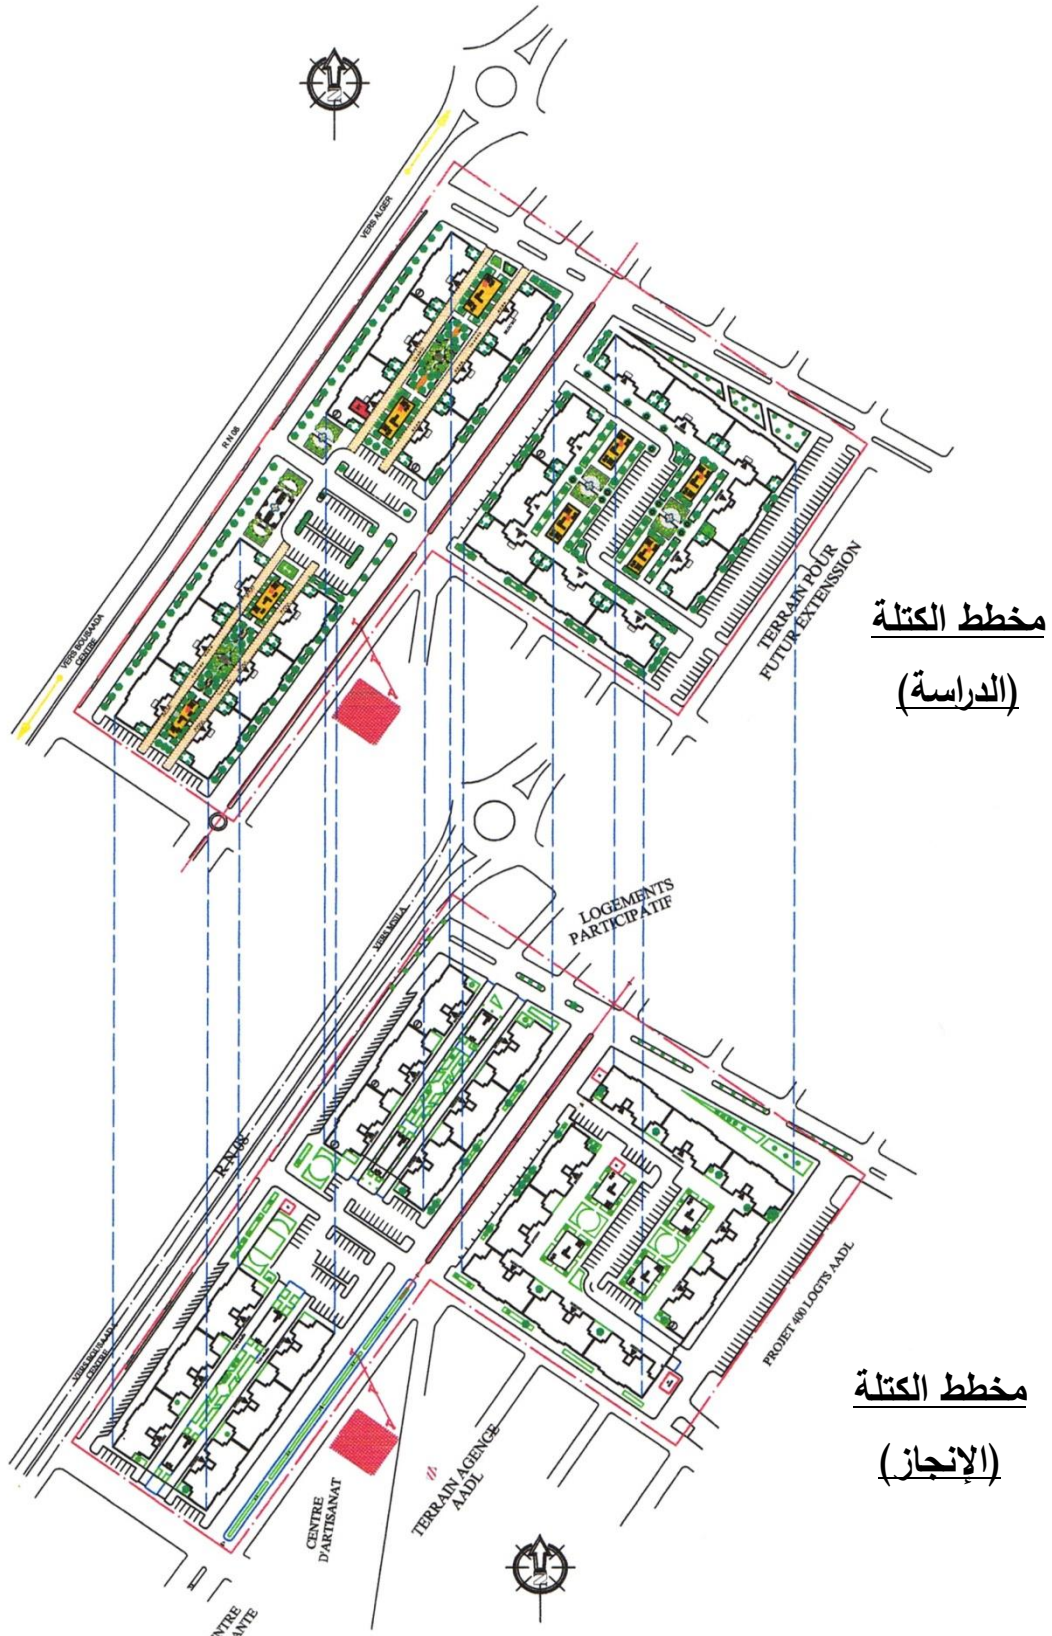 VERS ALGER
R N 08
VERS BOUSAADA
CENTRE
TERRAIN POUR
FUTUR EXTENSSION
مخطط الكتلة
(الدراسة)
LOGEMENTS
PARTICIPATIF
VERS MSILA
R-N 08
VERS BOUSAADA
CENTRE
PROJET 400 LOGTS AADL
مخطط الكتلة
(الإنجاز)
TERRAIN AGENCE
AADL
CENTRE
D'ARTISANAT